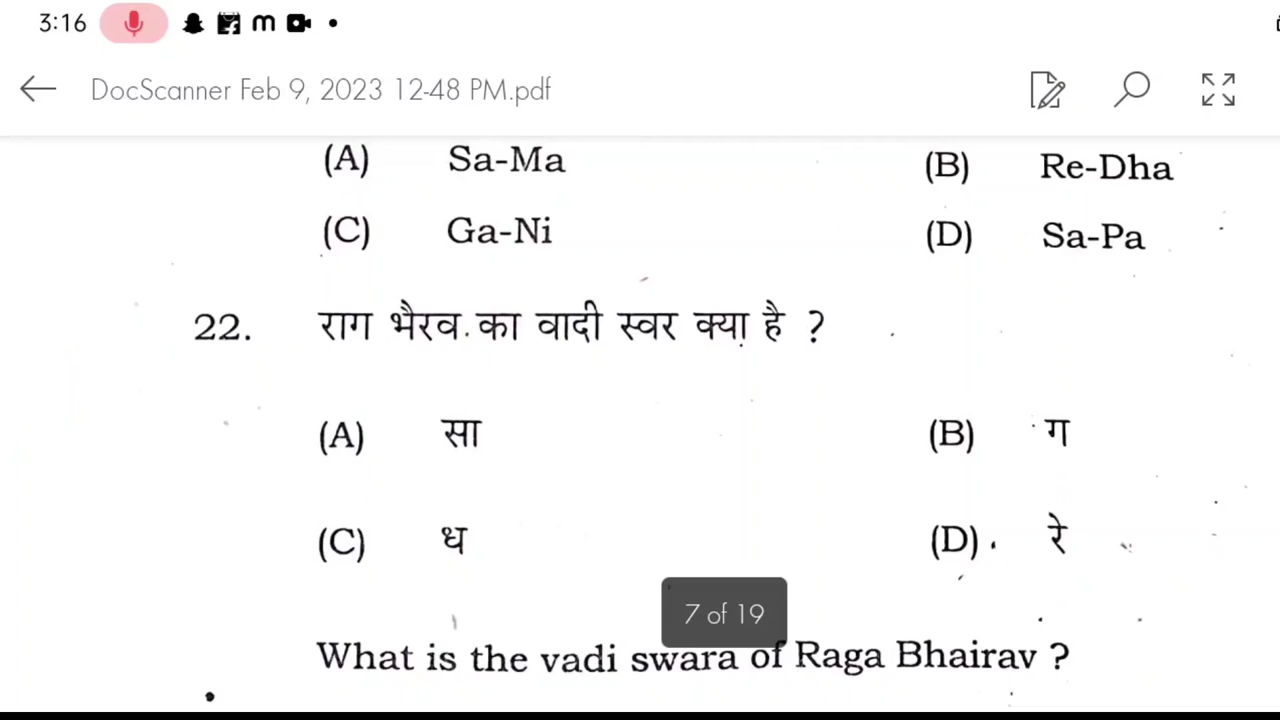 3:16
DocScanner Feb 9, 2023 12-48 PM.pdf
(A) Sa-Ma (B) Re-Dha
(C) Ga-Ni (D) Sa-Pa
22. राग भैरव का वादी स्वर क्या है ?
(A) सा (B) ग
(C) ध (D) रे
7 of 19
What is the vadi swara of Raga Bhairav ?